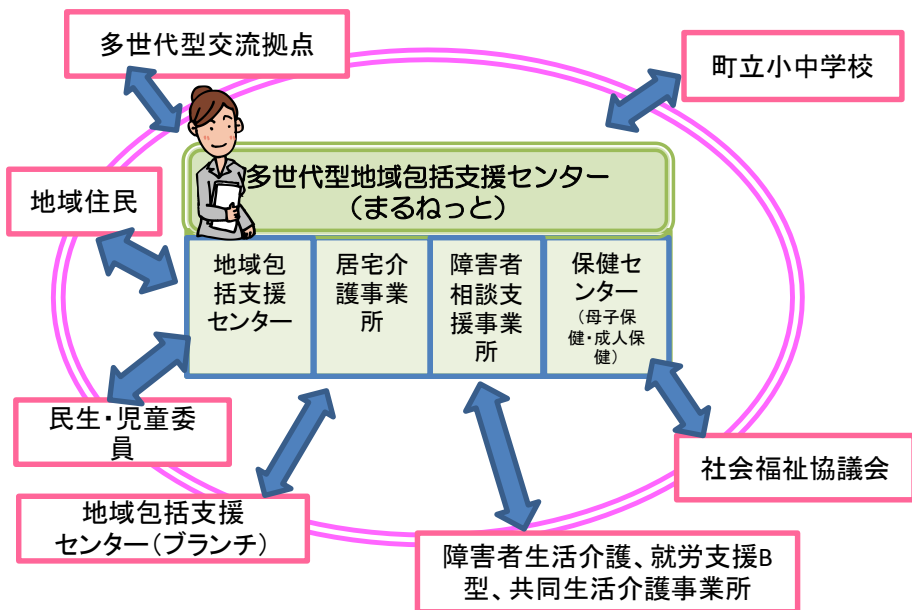 多世代型交流拠点
町立小中学校
多世代型地域包括支援センター
（まるねっと）
地域住民
地域包
括支援
センター
居宅介
護事業
所
障害者
相談支
援事業
所
保健セ
ンター
（母子保
健・成人保
健）
民生・児童委
員
社会福祉協議会
地域包括支援
センター（ブランチ）
障害者生活介護、就労支援B
型、共同生活介護事業所